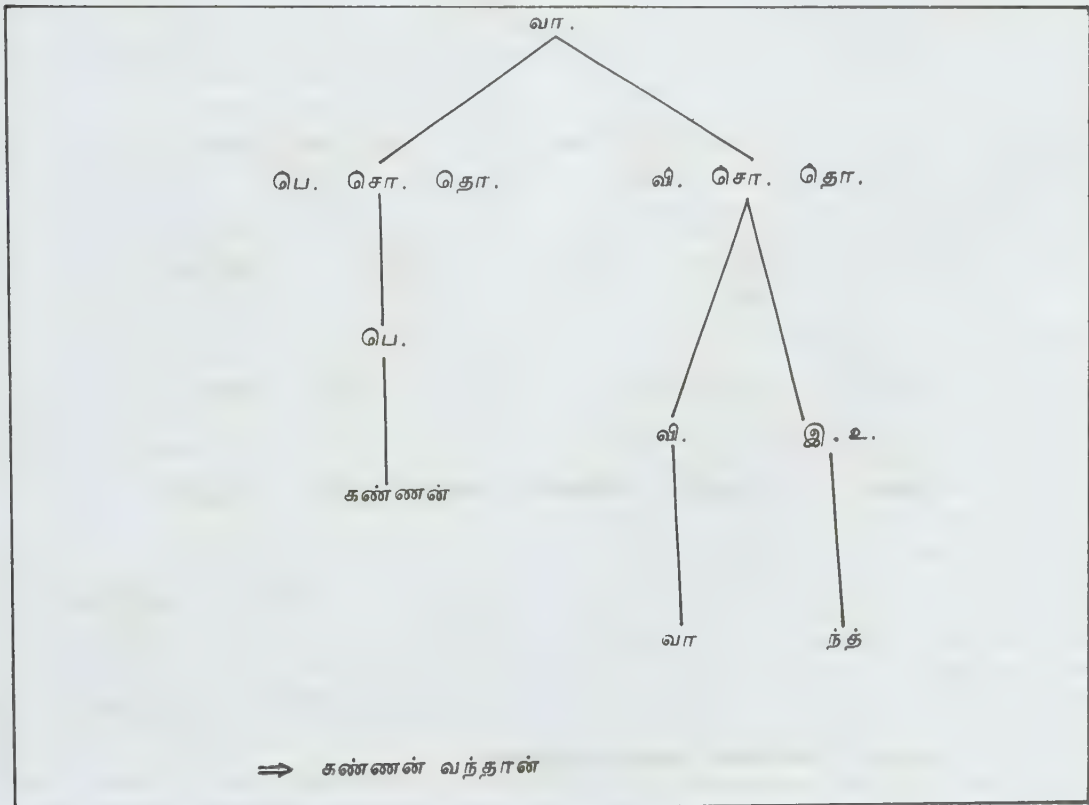 வா.
பெ. சொ. தொ. வி. சொ. தொ.
பெ.
வி. இ.உ.
கண்ணன்
வா ந்த்
⇒ கண்ணன் வந்தான்